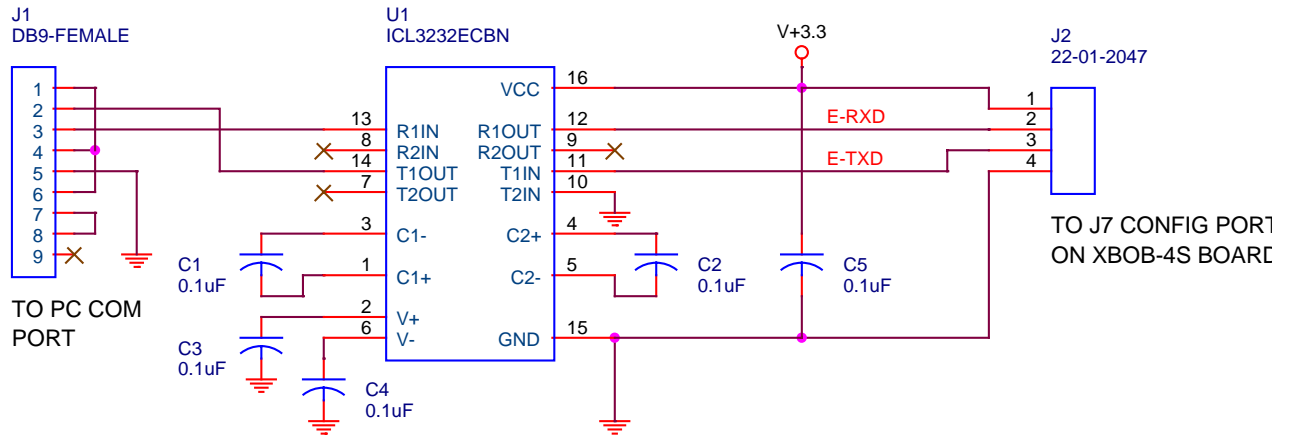 J1
DB9-FEMALE
1
2
3
4
5
6
7
8
9
TO PC COM
PORT
U1
ICL3232ECBN
13
8
14
7
3
1
2
6
R1IN
R2IN
T1OUT
T2OUT
C1-
C1+
V+
V-
VCC
R1OUT
R2OUT
T1IN
T2IN
C2+
C2-
GND
16
12
9
11
10
4
5
15
C1
0.1uF
C3
0.1uF
C4
0.1uF
C2
0.1uF
V+3.3
C5
0.1uF
E-RXD
E-TXD
J2
22-01-2047
1
2
3
4
TO J7 CONFIG PORT
ON XBOB-4S BOARD